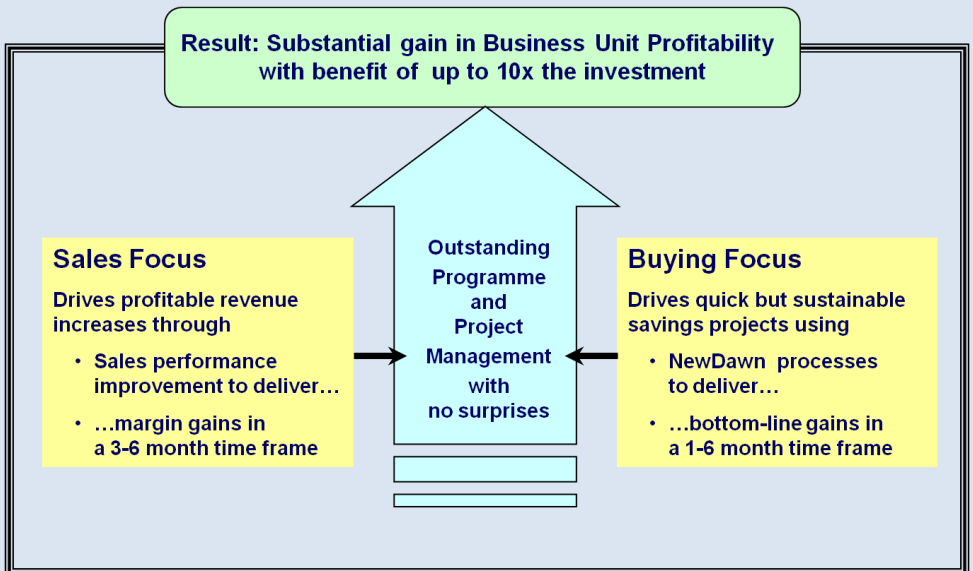 Result: Substantial gain in Business Unit Profitability
with benefit of up to 10x the investment
Sales Focus
Drives profitable revenue
increases through
• Sales performance
improvement to deliver…
• …margin gains in
a 3-6 month time frame
Outstanding
Programme
and
Project
Management
with
no surprises
Buying Focus
Drives quick but sustainable
savings projects using
• NewDawn processes
to deliver…
• …bottom-line gains in
a 1-6 month time frame